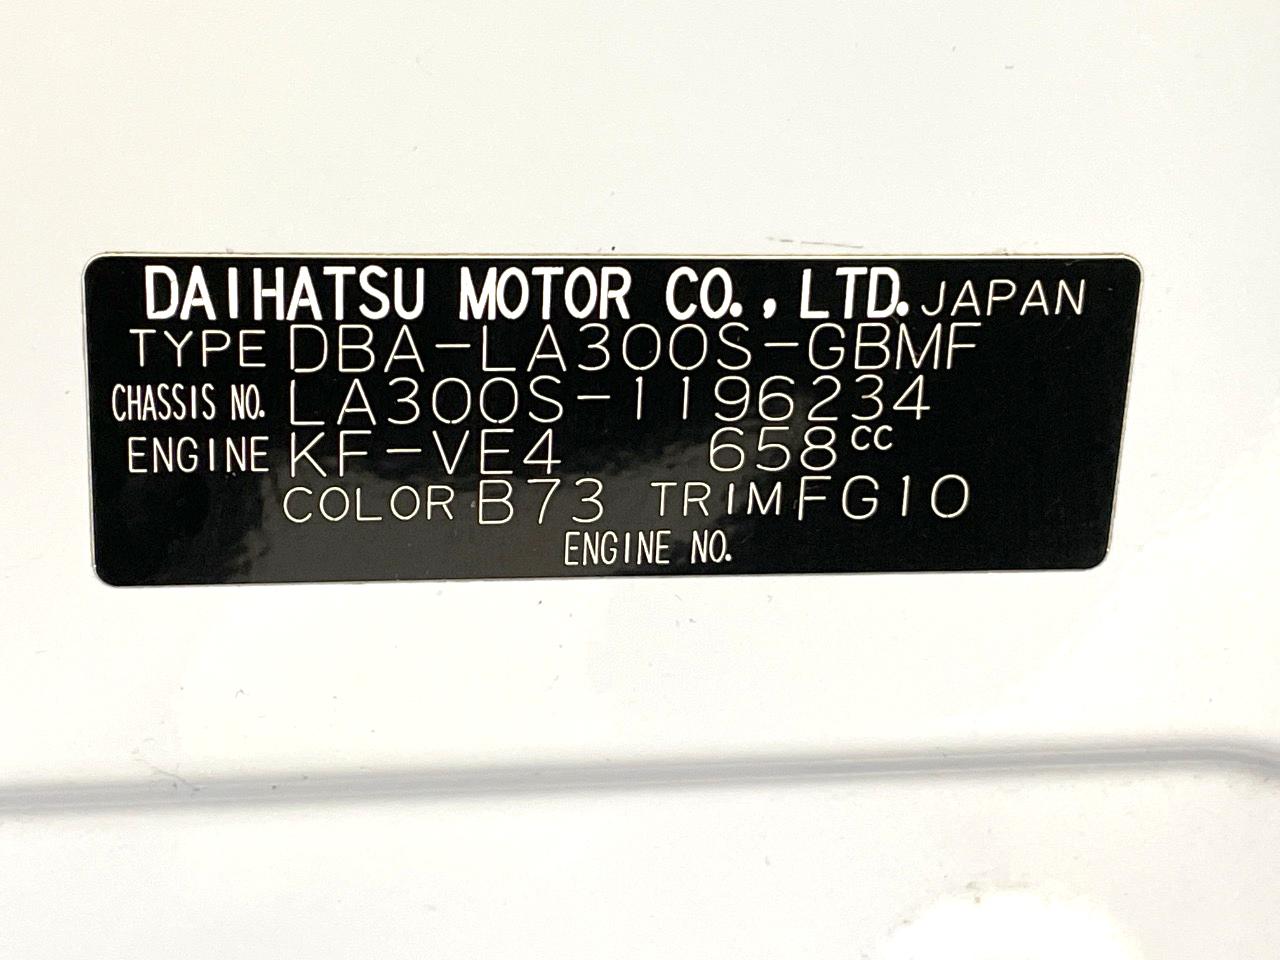 DAIHATSU MOTOR CO., LTD. JAPAN
TYPE DBA-LA300S-GBMF
CHASSIS NO. LA300S-1196234
ENGINE KF-VE4 658cc
COLOR B73 TRIM FG10
ENGINE NO.